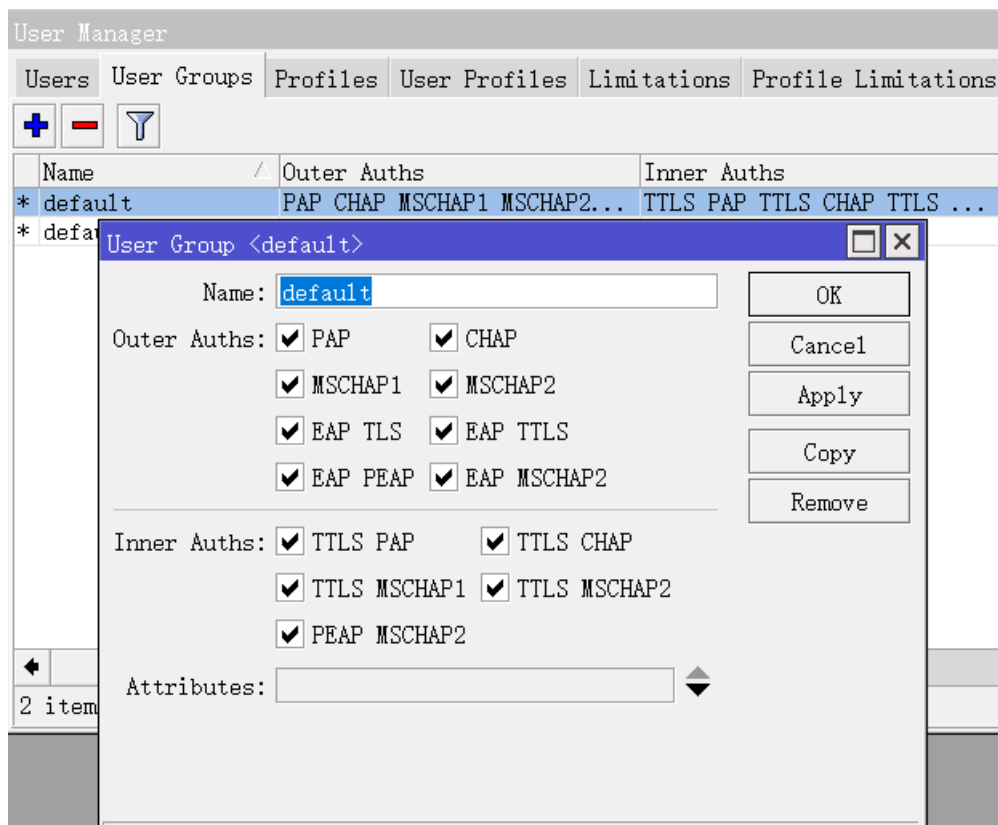 User Manager
Users User Groups Profiles User Profiles Limitations Profile Limitations
Name Outer Auths Inner Auths
* default PAP CHAP MSCHAP1 MSCHAP2... TTLS PAP TTLS CHAP TTLS ...
* defau
User Group <default>
Name: default OK
Outer Auths: PAP CHAP Cancel
MSCHAP1 MSCHAP2 Apply
EAP TLS EAP TTLS Copy
EAP PEAP EAP MSCHAP2 Remove
Inner Auths: TTLS PAP TTLS CHAP
TTLS MSCHAP1 TTLS MSCHAP2
PEAP MSCHAP2
Attributes:
2 item